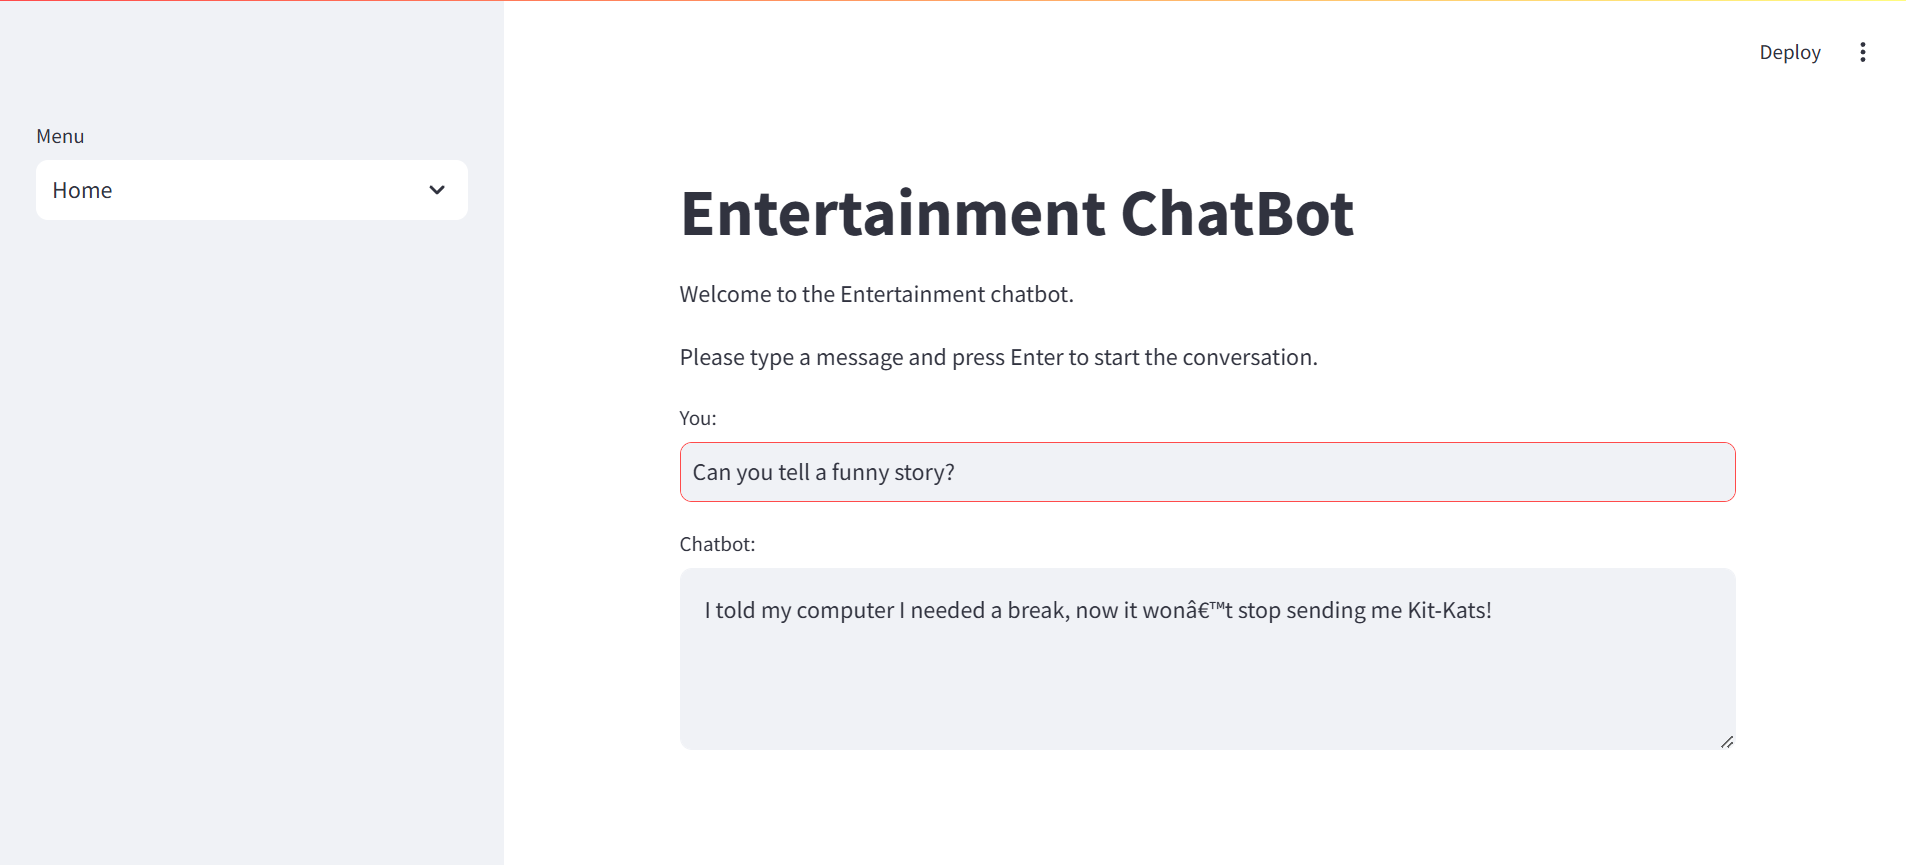 Deploy
Menu
Home
Entertainment ChatBot
Welcome to the Entertainment chatbot.
Please type a message and press Enter to start the conversation.
You:
Can you tell a funny story?
Chatbot:
I told my computer I needed a break, now it wonâ€™t stop sending me Kit-Kats!